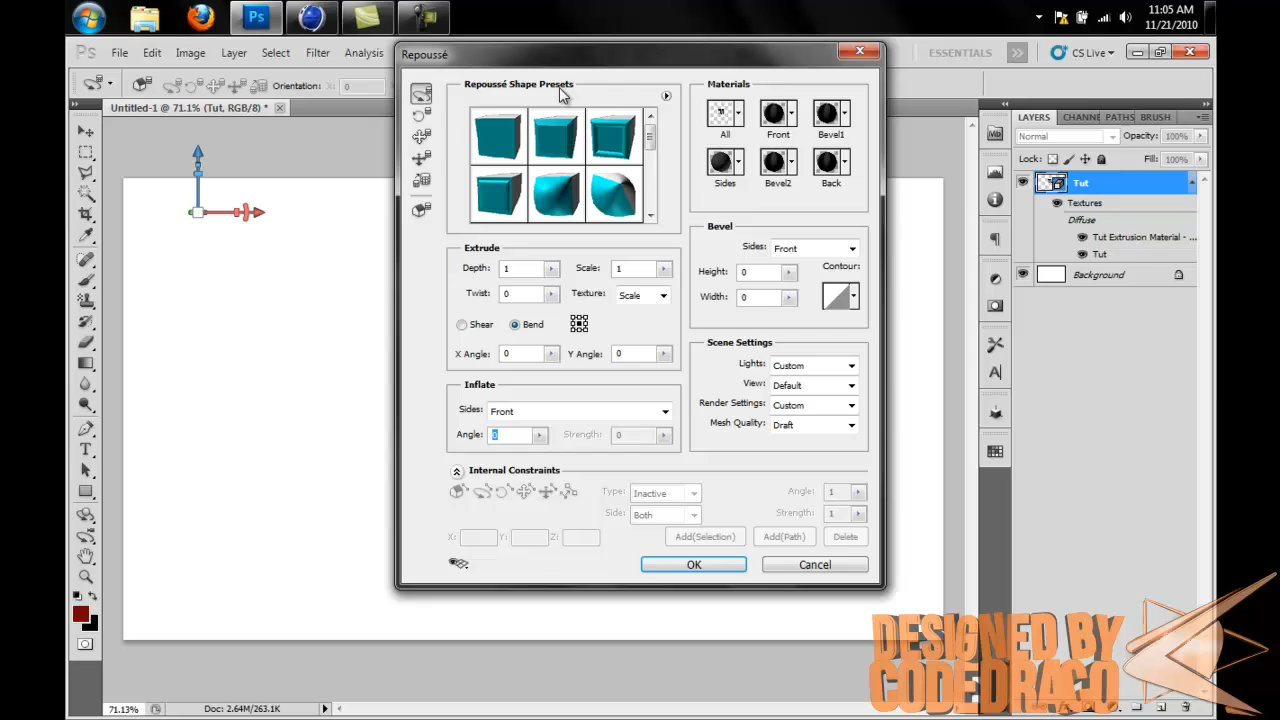 11:05 AM
11/21/2010
Ps
Ps File Edit Image Layer Select Filter Analysis
ESSENTIALS CS Live
Orientation: X: 0
Untitled-1 @ 71.1% (Tut, RGB/8) *
Repoussé
Repoussé Shape Presets
Extrude
Depth: 1 Scale: 1
Twist: 0 Texture: Scale
Shear Bend
X Angle: 0 Y Angle: 0
Inflate
Sides: Front
Angle: 0 Strength: 0
Materials
All Front Bevel1
Sides Bevel2 Back
Bevel
Sides: Front
Height: 0 Contour:
Width: 0
Scene Settings
Lights: Custom
View: Default
Render Settings: Custom
Mesh Quality: Draft
Internal Constraints
Type: Inactive Angle: 1
Side: Both Strength: 1
X: Y: Z: Add(Selection) Add(Path) Delete
OK Cancel
LAYERS CHANNE PATHS BRUSH
Normal Opacity: 100%
Lock: Fill: 100%
Tut
Textures
Diffuse
Tut Extrusion Material - ...
Tut
Background
DESIGNED BY
CODEDRACO
71.13% Doc: 2.64M/263.1K